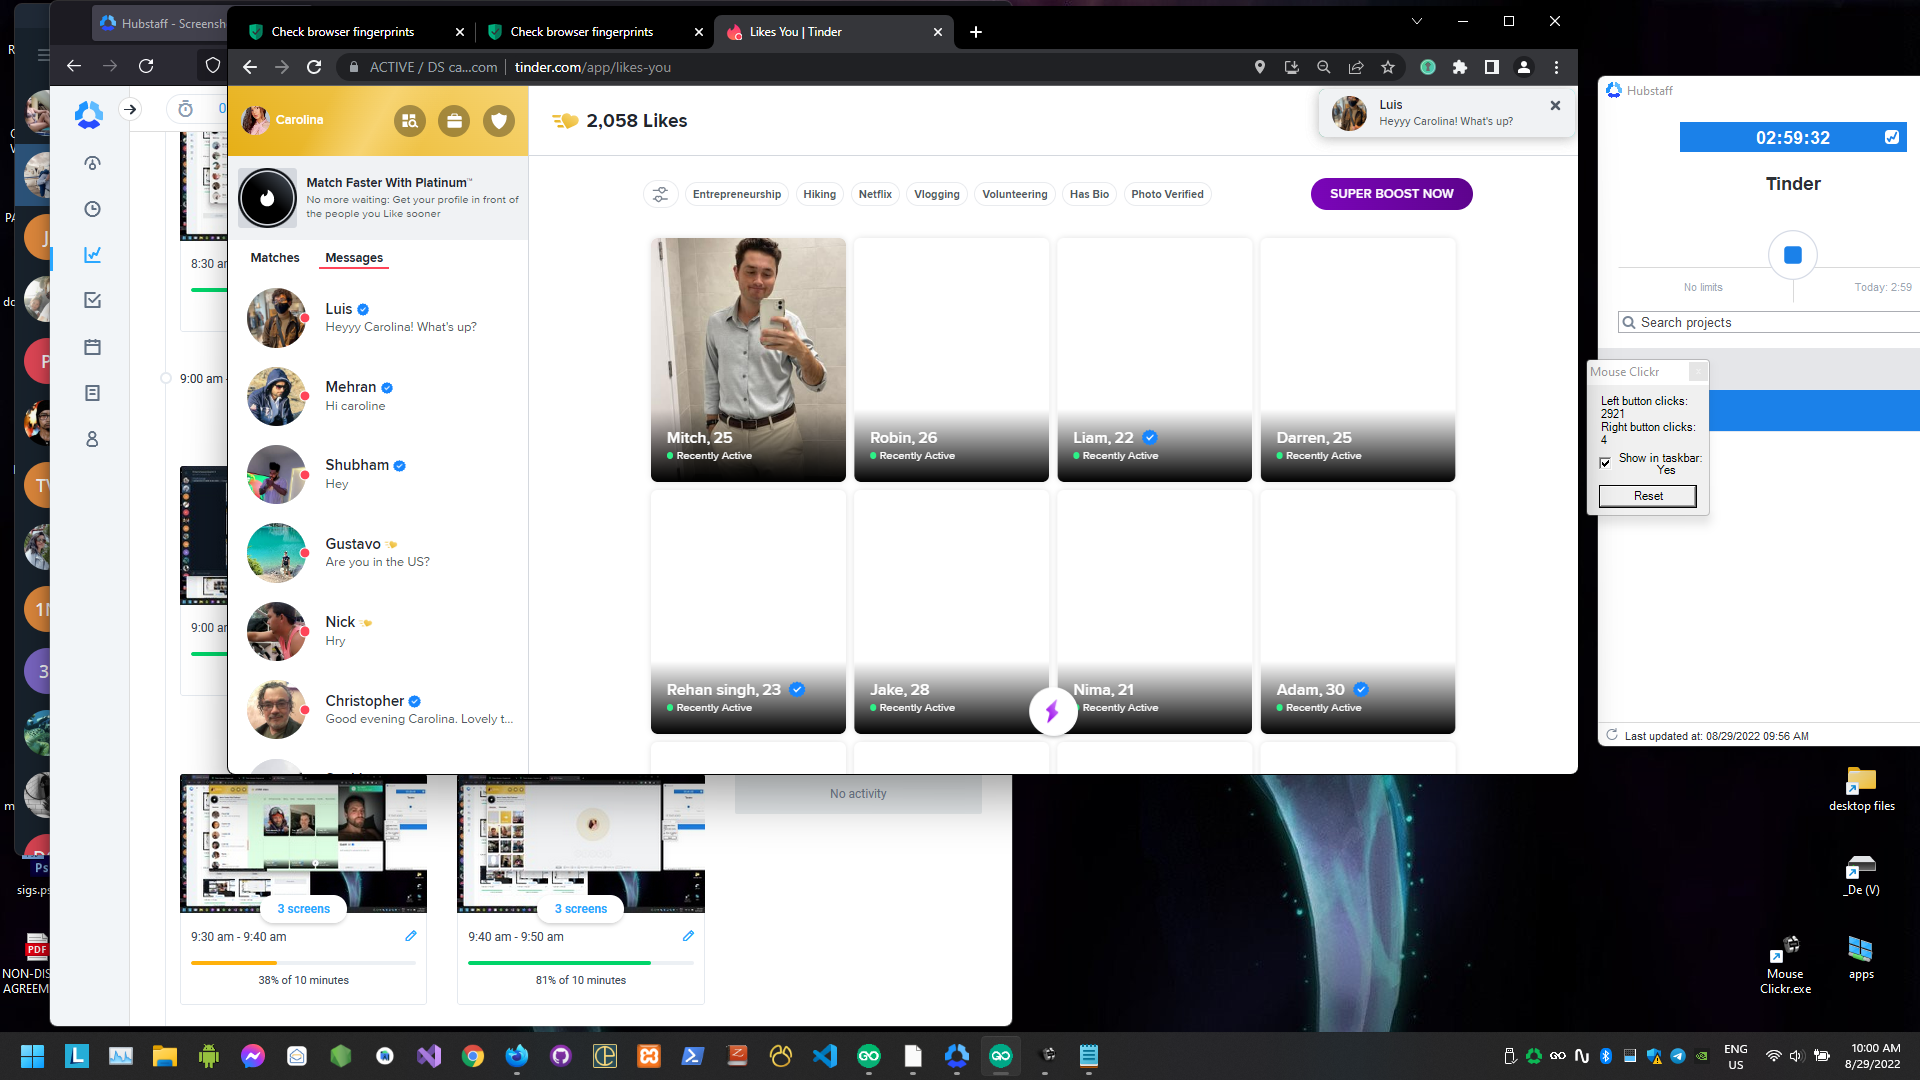 Hubstaff - Screensh
Check browser fingerprints
Check browser fingerprints
Likes You | Tinder
ACTIVE / DS ca...com
tinder.com/app/likes-you
Carolina
Match Faster With Platinum™
No more waiting: Get your profile in front of
the people you Like sooner
Matches
Messages
Luis
Heyyy Carolina! What's up?
Mehran
Hi caroline
Shubham
Hey
Gustavo
Are you in the US?
Nick
Hry
Christopher
Good evening Carolina. Lovely t...
2,058 Likes
Luis
Heyyy Carolina! What's up?
Entrepreneurship
Hiking
Netflix
Vlogging
Volunteering
Has Bio
Photo Verified
SUPER BOOST NOW
Mitch, 25
Recently Active
Robin, 26
Recently Active
Liam, 22
Recently Active
Darren, 25
Recently Active
Rehan singh, 23
Recently Active
Jake, 28
Recently Active
Nima, 21
Recently Active
Adam, 30
Recently Active
8:30 am
9:00 am -
9:00 am
3 screens
9:30 am - 9:40 am
38% of 10 minutes
3 screens
9:40 am - 9:50 am
81% of 10 minutes
No activity
Hubstaff
02:59:32
Tinder
No limits
Today: 2:59
Search projects
Mouse Clickr
Left button clicks:
2921
Right button clicks:
4
Show in taskbar:
Yes
Reset
Last updated at: 08/29/2022 09:56 AM
desktop files
_De (V)
Mouse
Clickr.exe
apps
sigs.ps
PDF
NON-DIS
AGREEM
ENG
US
10:00 AM
8/29/2022